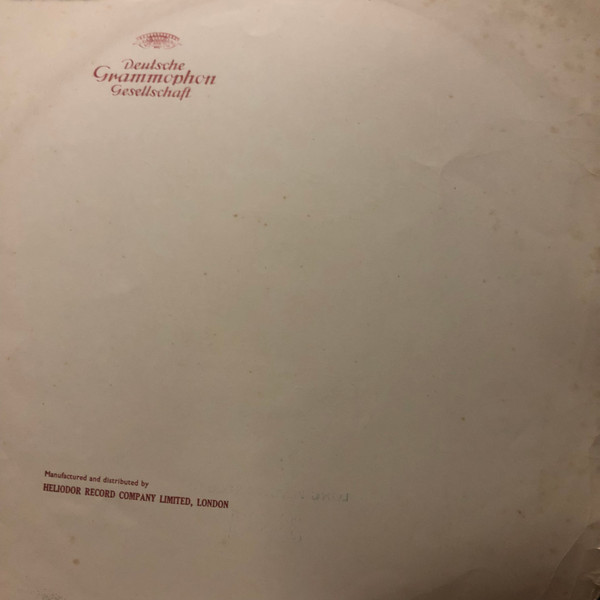 Deutsche
Grammophon
Gesellschaft
Manufactured and distributed by
HELIODOR RECORD COMPANY LIMITED, LONDON